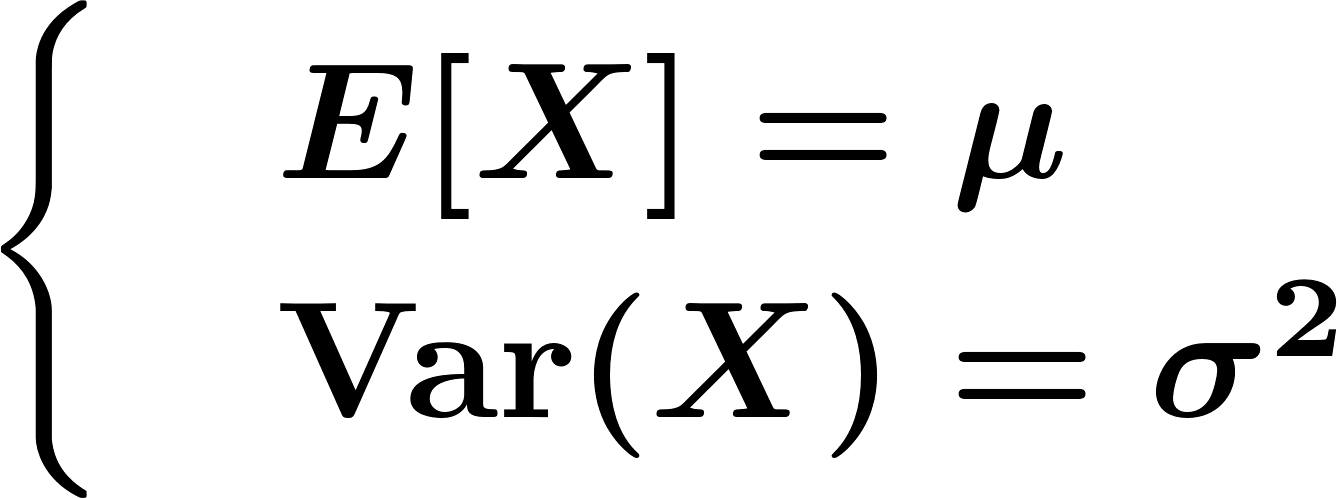 E[X] = μ
Var(X) = σ²